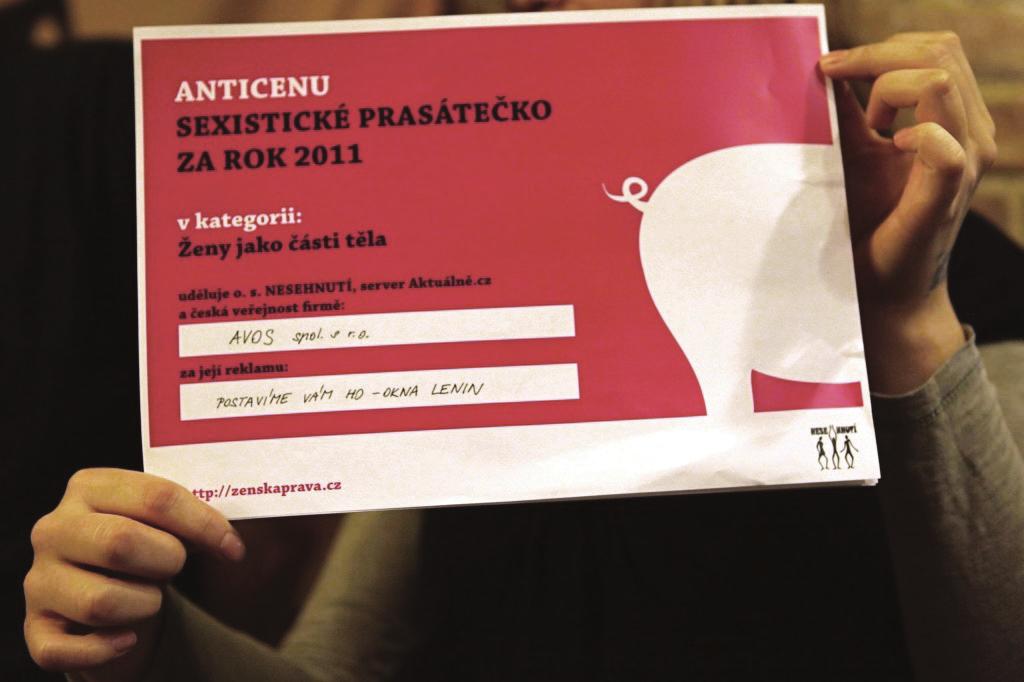 ANTICENU
SEXISTICKÉ PRASÁTEČKO
ZA ROK 2011
v kategorii:
Ženy jako části těla
uděluje o. s. NESEHNUTÍ, server Aktuálně.cz
a česká veřejnost firmě:
AVOS spol. s r.o.
za její reklamu:
POSTAVÍME VÁM HO - OKNA LENIN
ttp://zenskaprava.cz
NESEHNUTÍ